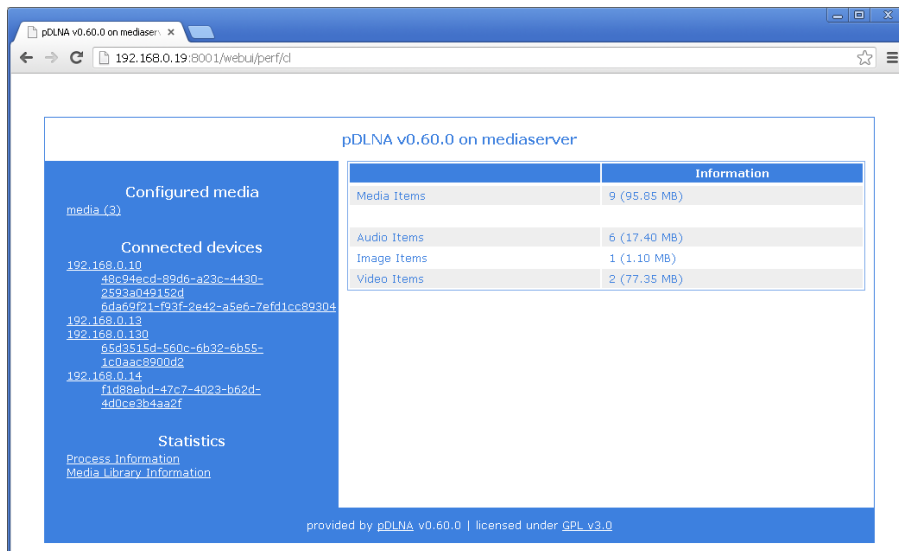 pDLNA v0.60.0 on mediaserv
192.168.0.19:8001/webui/perf/cl
pDLNA v0.60.0 on mediaserver
Configured media
media (3)
Connected devices
192.168.0.10
48c94ecd-89d6-a23c-4430-
2593a049152d
6da69f21-f93f-2e42-a5e6-7efd1cc89304
192.168.0.13
192.168.0.130
65d3515d-560c-6b32-6b55-
1c0aac8900d2
192.168.0.14
f1d88ebd-47c7-4023-b62d-
4d0ce3b4aa2f
Statistics
Process Information
Media Library Information
Information
Media Items 9 (95.85 MB)
Audio Items 6 (17.40 MB)
Image Items 1 (1.10 MB)
Video Items 2 (77.35 MB)
provided by pDLNA v0.60.0 | licensed under GPL v3.0